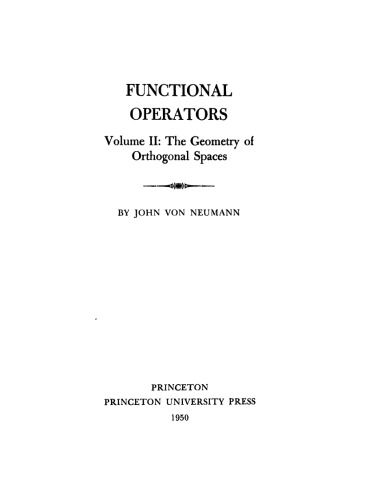 FUNCTIONAL
OPERATORS
Volume II: The Geometry of
Orthogonal Spaces
BY JOHN VON NEUMANN
PRINCETON
PRINCETON UNIVERSITY PRESS
1950